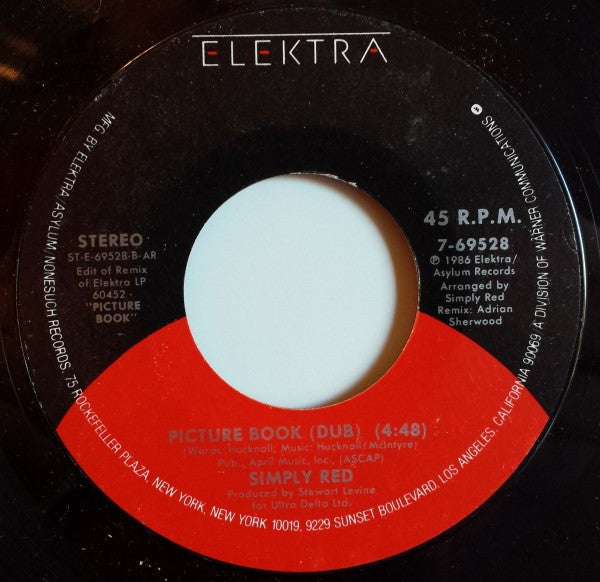 ELEKTRA
STEREO
ST-E-69528-B-AR
Edit of Remix
of Elektra LP
60452 -
"PICTURE
BOOK"
45 R.P.M.
7-69528
℗ 1986 Elektra/
Asylum Records
Arranged by
Simply Red
Remix: Adrian
Sherwood
PICTURE BOOK (DUB) (4:48)
(Words: Hucknall; Music: Hucknall/McIntyre)
Pub., April Music, Inc., (ASCAP)
SIMPLY RED
Produced by Stewart Levine
for Ultra Delta Ltd.
MFG BY ELEKTRA/ASYLUM/NONESUCH RECORDS, 75 ROCKEFELLER PLAZA, NEW YORK, NEW YORK 10019, 9229 SUNSET BOULEVARD, LOS ANGELES, CALIFORNIA 90069 A DIVISION OF WARNER COMMUNICATIONS